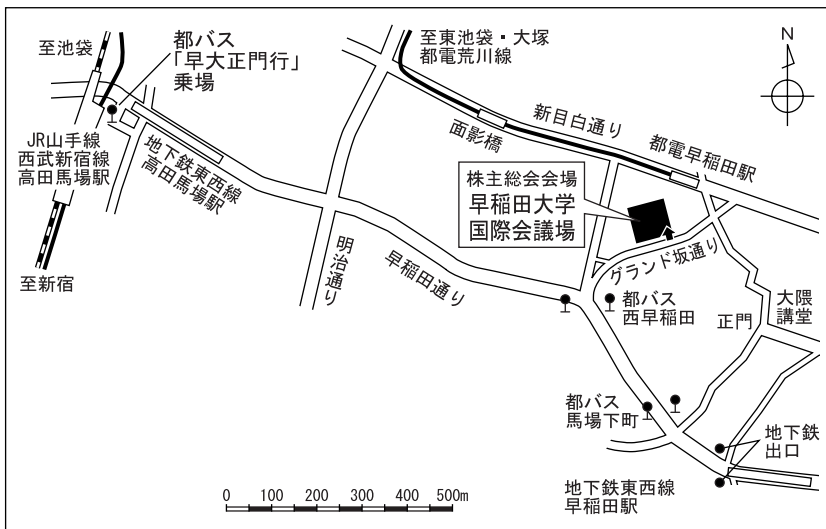 至池袋
都バス
「早大正門行」
乗場
至東池袋・大塚
都電荒川線
N
JR山手線
西武新宿線
高田馬場駅
地下鉄東西線
高田馬場駅
面影橋
新目白通り
都電早稲田駅
株主総会会場
早稲田大学
国際会議場
至新宿
明治通り
早稲田通り
グランド坂通り
都バス
西早稲田
正門
大隈
講堂
都バス
馬場下町
地下鉄
出口
地下鉄東西線
早稲田駅
0 100 200 300 400 500m